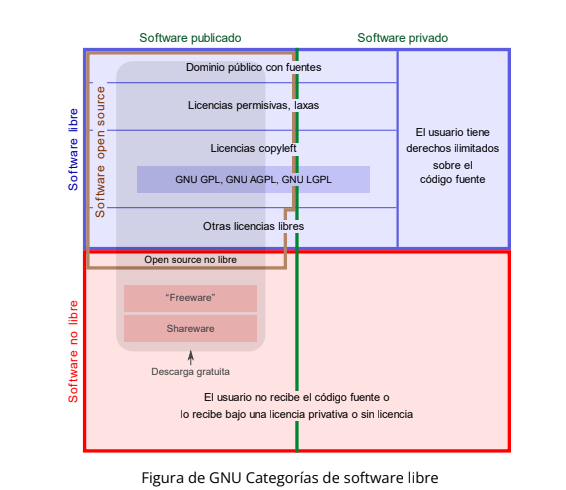 Software publicado
Software privado
Software libre
Software open source
Dominio público con fuentes
Licencias permisivas, laxas
Licencias copyleft
GNU GPL, GNU AGPL, GNU LGPL
Otras licencias libres
El usuario tiene
derechos ilimitados
sobre el
código fuente
Open source no libre
Software no libre
“Freeware”
Shareware
Descarga gratuita
El usuario no recibe el código fuente o
lo recibe bajo una licencia privativa o sin licencia
Figura de GNU Categorías de software libre